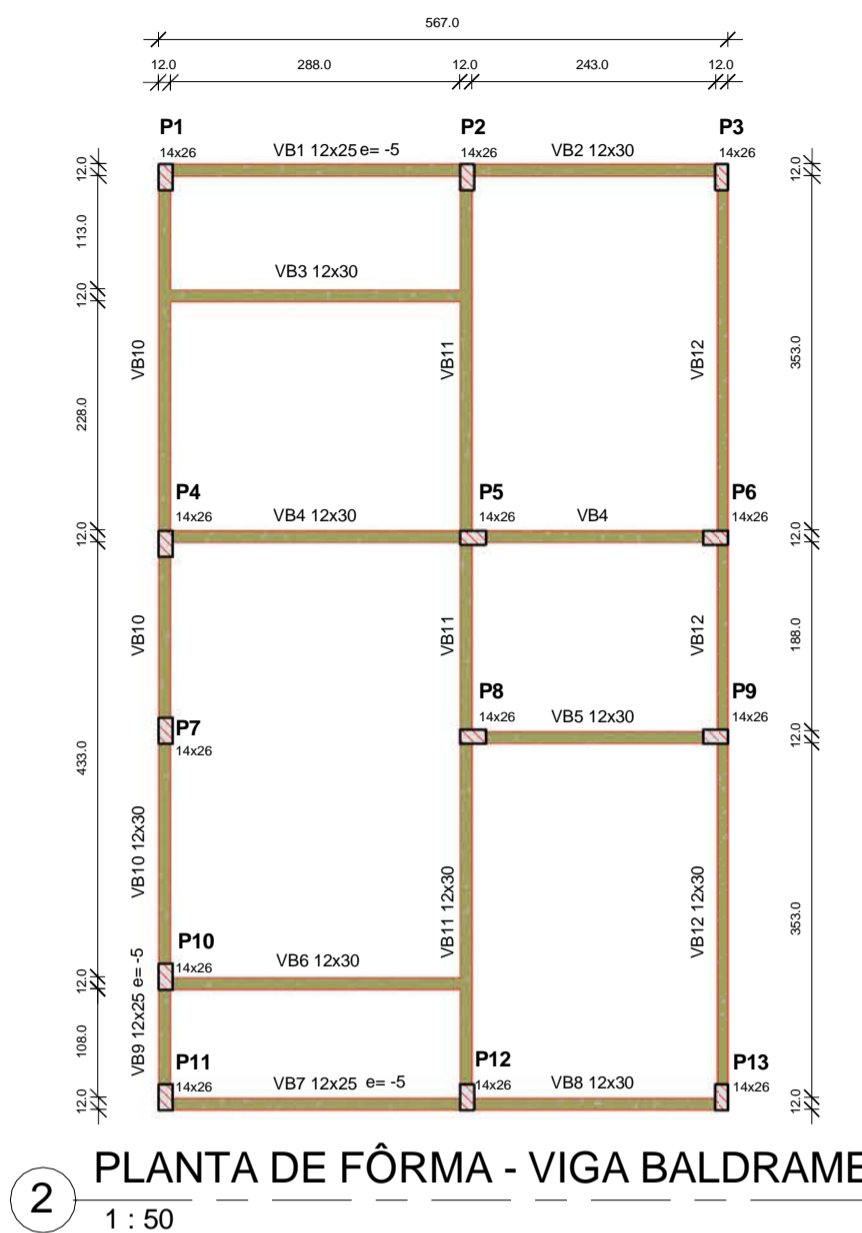 567.0
12.0 288.0 12.0 243.0 12.0
P1 P2 P3
14x26 VB1 12x25 e= -5 14x26 VB2 12x30 14x26
12.0 12.0
113.0
VB3 12x30
12.0
VB10 VB11 VB12 353.0
228.0
P4 P5 P6
14x26 VB4 12x30 14x26 VB4 14x26
12.0 12.0
VB10 VB11 VB12 188.0
P7 P8 P9
14x26 14x26 VB5 12x30 14x26
433.0 12.0
VB10 12x30 VB11 12x30 VB12 12x30 353.0
P10
14x26 VB6 12x30
12.0
VB9 12x25 e= -5
108.0
P11 P12 P13
14x26 VB7 12x25 e= -5 14x26 VB8 12x30 14x26
12.0 12.0
2 PLANTA DE FÔRMA - VIGA BALDRAME
1 : 50